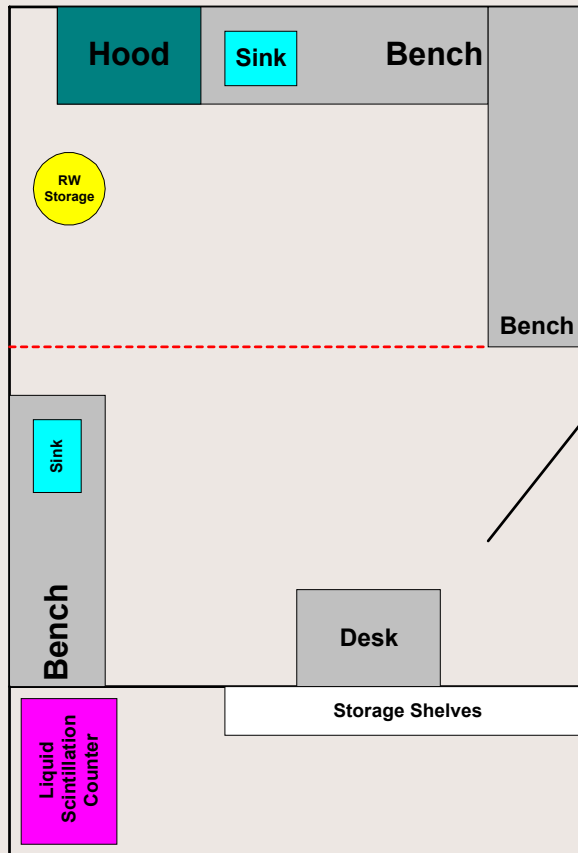 Hood
Sink
Bench
RW
Storage
Bench
Sink
Bench
Desk
Storage Shelves
Liquid
Scintillation
Counter